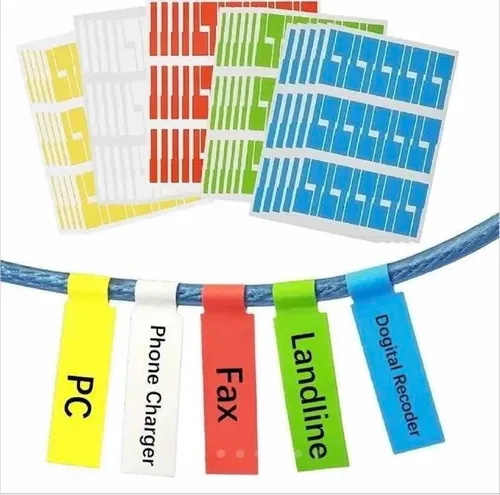 PC
Phone Charger
Fax
Landline
Dogital Recoder